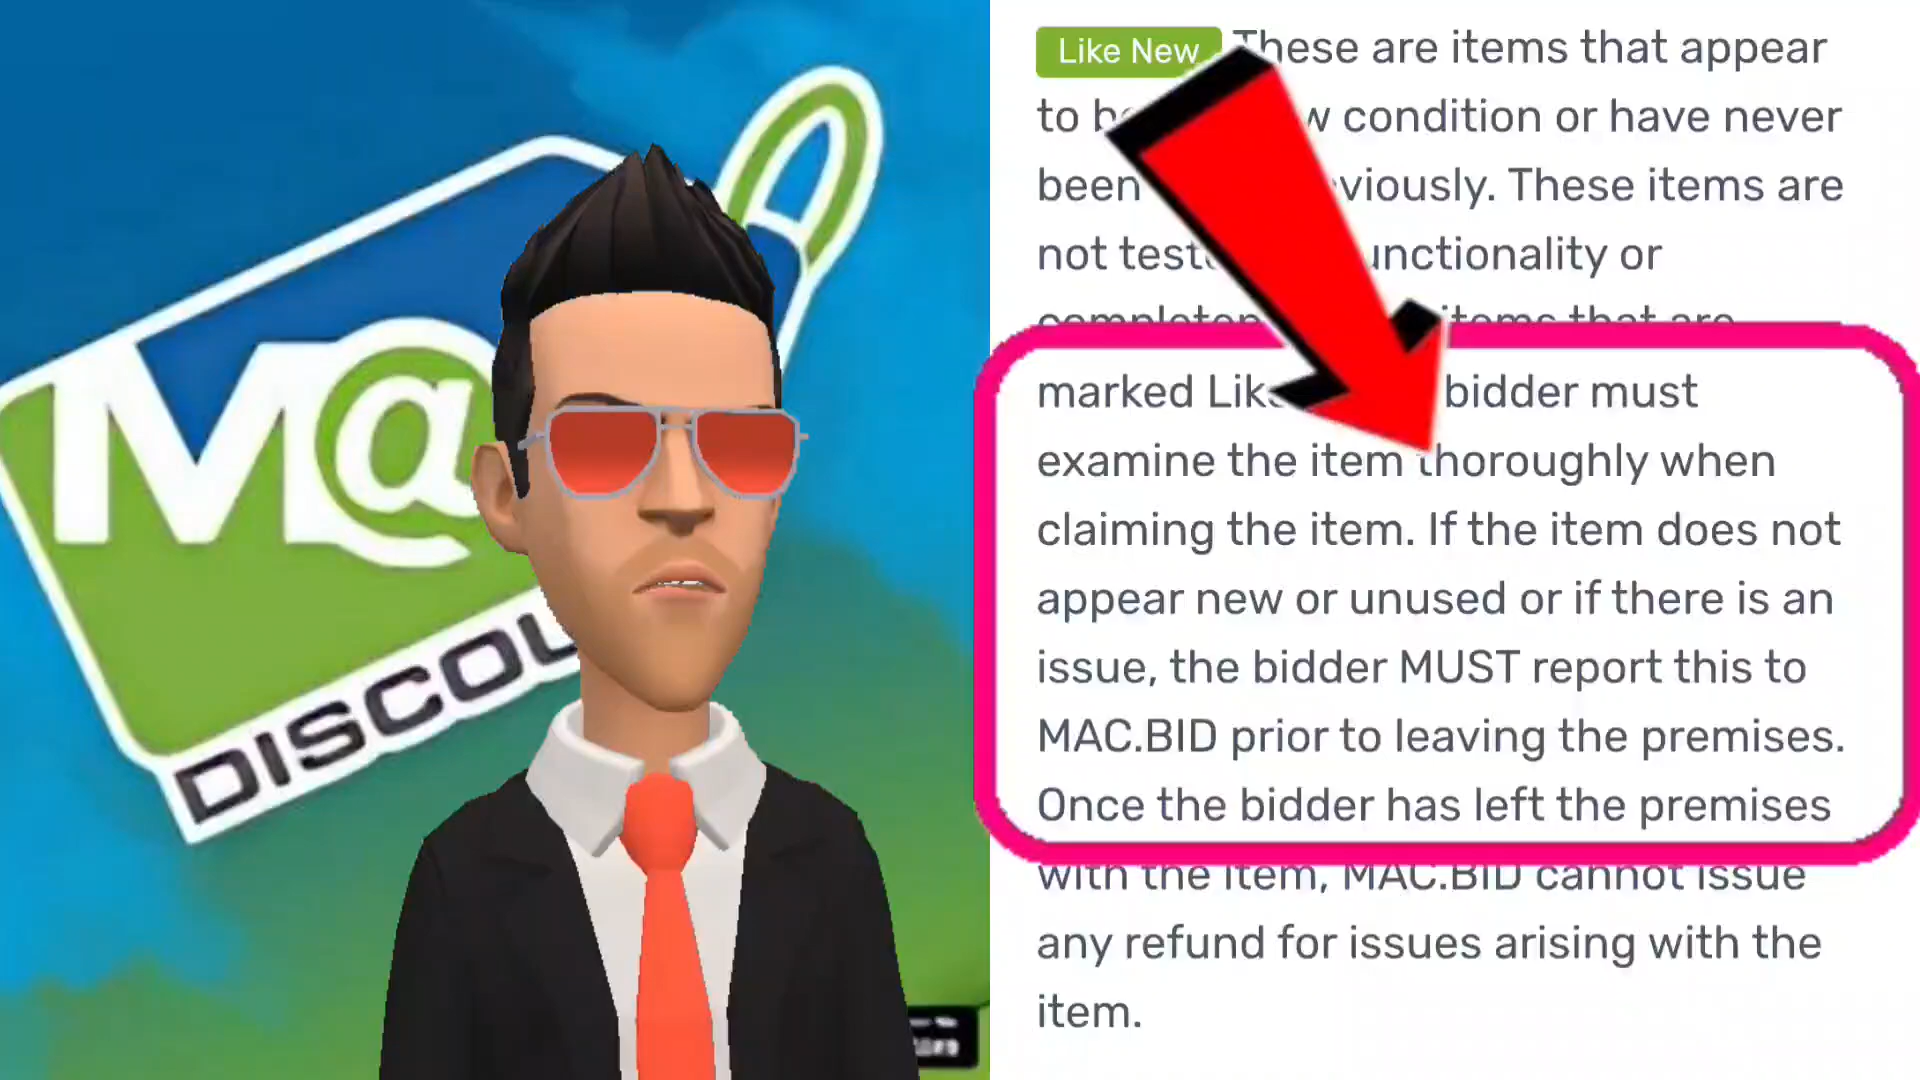 M@
DISCOU
Like New These are items that appear
to w condition or have never
been viously. These items are
not unctionality or
items that are
marked bidder must
examine the item thoroughly when
claiming the item. If the item does not
appear new or unused or if there is an
issue, the bidder MUST report this to
MAC.BID prior to leaving the premises.
Once the bidder has left the premises
with the item, MAC.BID cannot issue
any refund for issues arising with the
item.